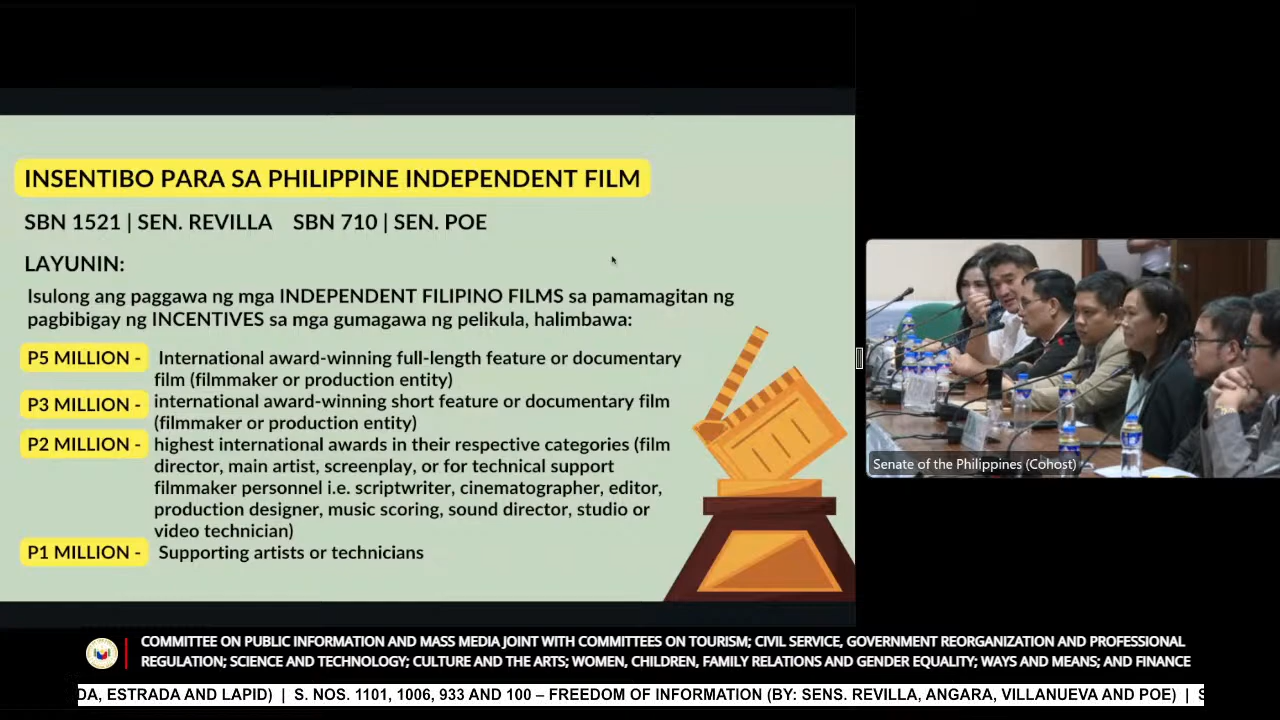 INSENTIBO PARA SA PHILIPPINE INDEPENDENT FILM
SBN 1521 | SEN. REVILLA SBN 710 | SEN. POE
LAYUNIN:
Isulong ang paggawa ng mga INDEPENDENT FILIPINO FILMS sa pamamagitan ng
pagbibigay ng INCENTIVES sa mga gumagawa ng pelikula, halimbawa:
P5 MILLION - International award-winning full-length feature or documentary
film (filmmaker or production entity)
P3 MILLION - international award-winning short feature or documentary film
(filmmaker or production entity)
P2 MILLION - highest international awards in their respective categories (film
director, main artist, screenplay, or for technical support
filmmaker personnel i.e. scriptwriter, cinematographer, editor,
production designer, music scoring, sound director, studio or
video technician)
P1 MILLION - Supporting artists or technicians
Senate of the Philippines (Cohost)
COMMITTEE ON PUBLIC INFORMATION AND MASS MEDIA JOINT WITH COMMITTEES ON TOURISM; CIVIL SERVICE, GOVERNMENT REORGANIZATION AND PROFESSIONAL
REGULATION; SCIENCE AND TECHNOLOGY; CULTURE AND THE ARTS; WOMEN, CHILDREN, FAMILY RELATIONS AND GENDER EQUALITY; WAYS AND MEANS; AND FINANCE
DA, ESTRADA AND LAPID) | S. NOS. 1101, 1006, 933 AND 100 – FREEDOM OF INFORMATION (BY: SENS. REVILLA, ANGARA, VILLANUEVA AND POE) | S